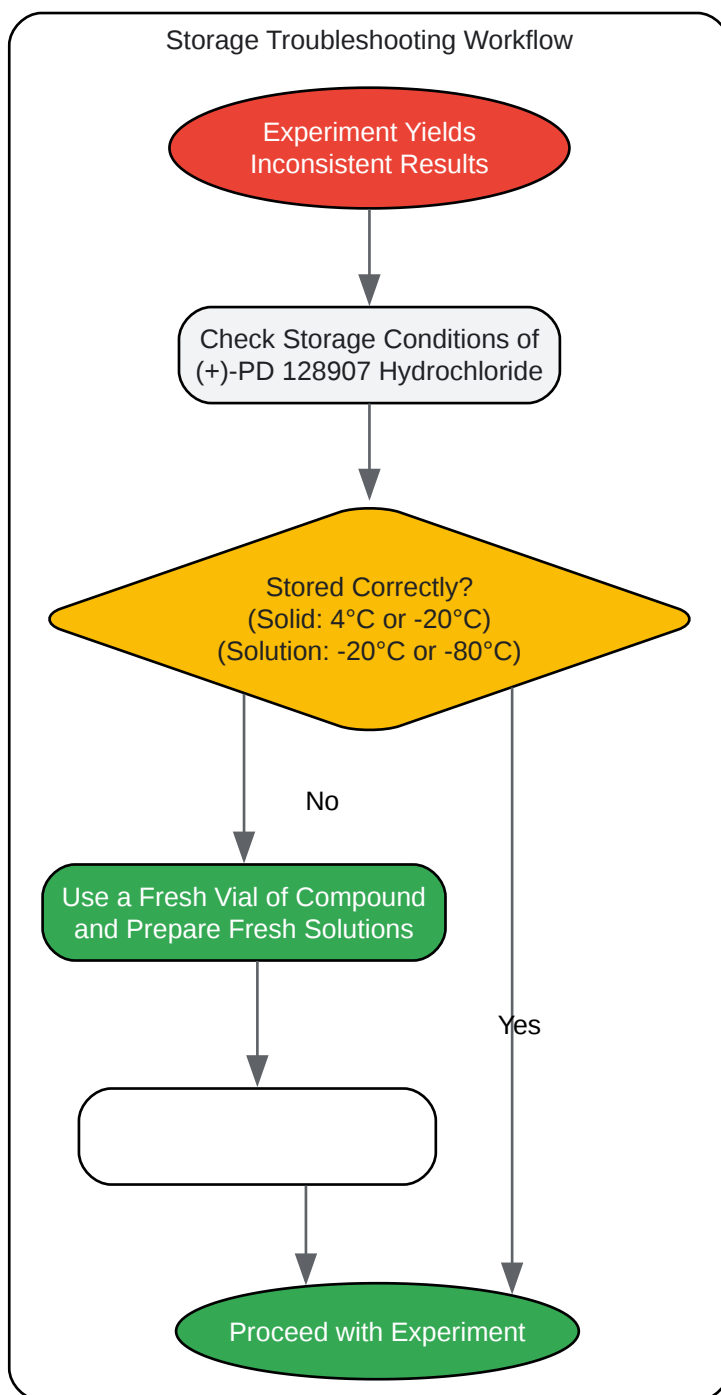 Storage Troubleshooting Workflow
Experiment Yields
Inconsistent Results
Check Storage Conditions of
(+)-PD 128907 Hydrochloride
Stored Correctly?
(Solid: 4°C or -20°C)
(Solution: -20°C or -80°C)
No
Use a Fresh Vial of Compound
and Prepare Fresh Solutions
Yes
Proceed with Experiment